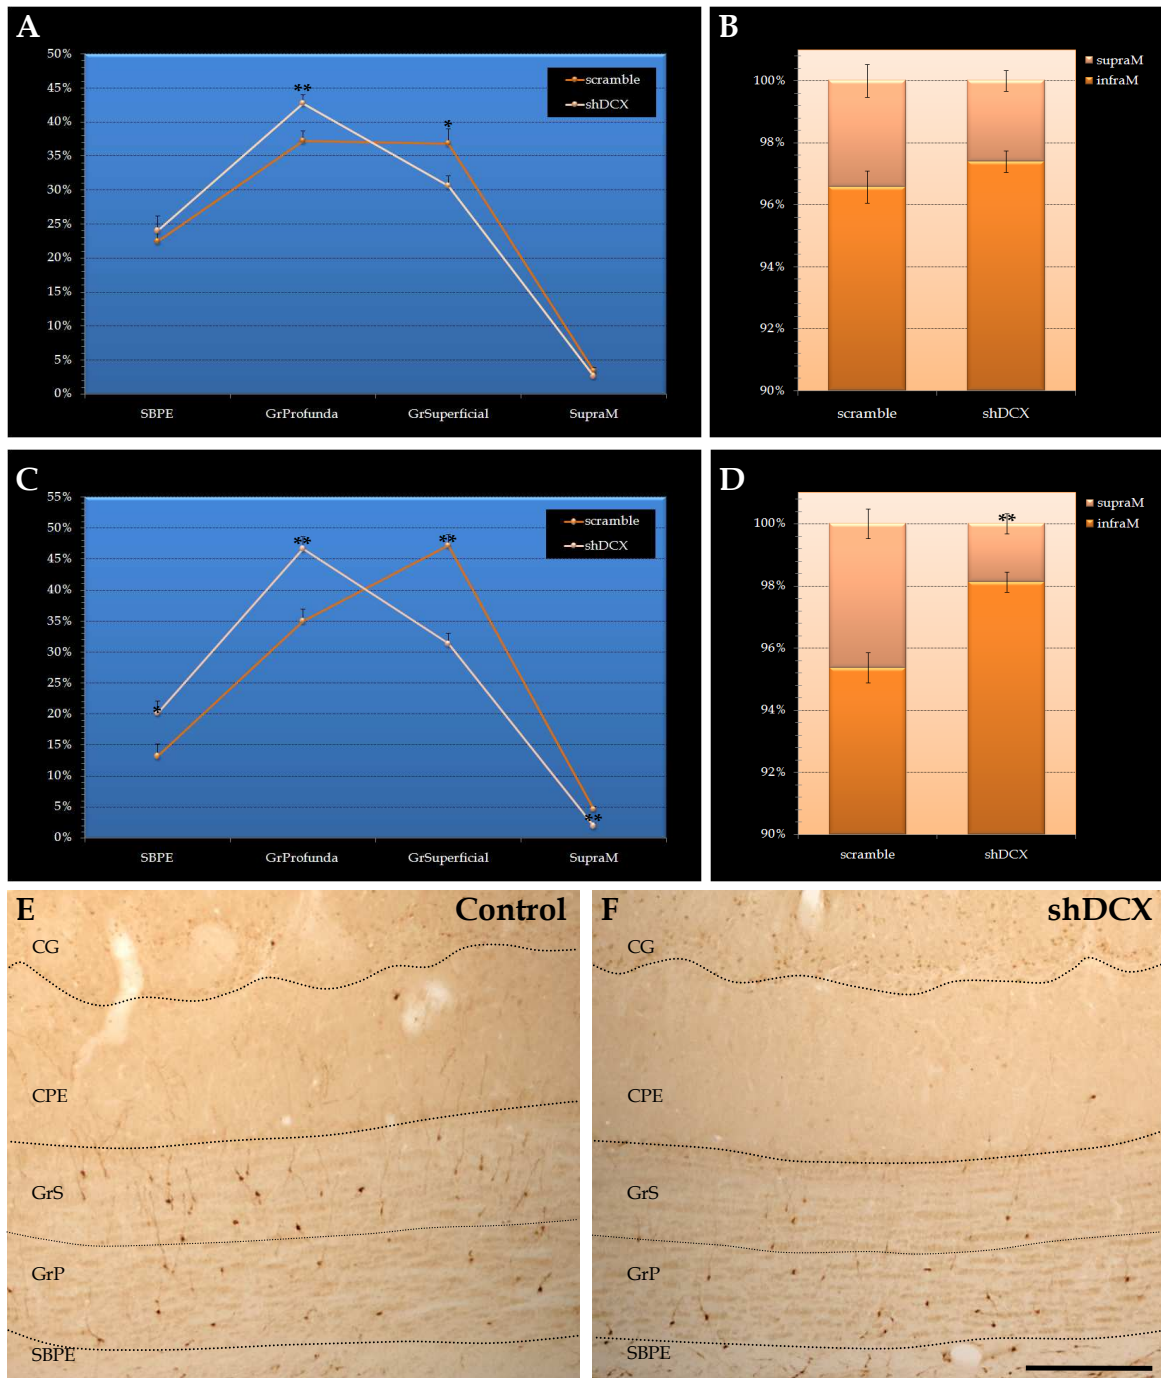 A
50%
45%
40%
35%
30%
25%
20%
15%
10%
5%
0%
**
*
scramble
shDCX
SBPE GrProfunda GrSuperficial SupraM
B
100%
98%
96%
94%
92%
90%
supraM
infraM
scramble shDCX
C
55%
50%
45%
40%
35%
30%
25%
20%
15%
10%
5%
0%
*
**
**
**
scramble
shDCX
SBPE GrProfunda GrSuperficial SupraM
D
100%
98%
96%
94%
92%
90%
**
supraM
infraM
scramble shDCX
E Control
CG
CPE
GrS
GrP
SBPE
F shDCX
CG
CPE
GrS
GrP
SBPE